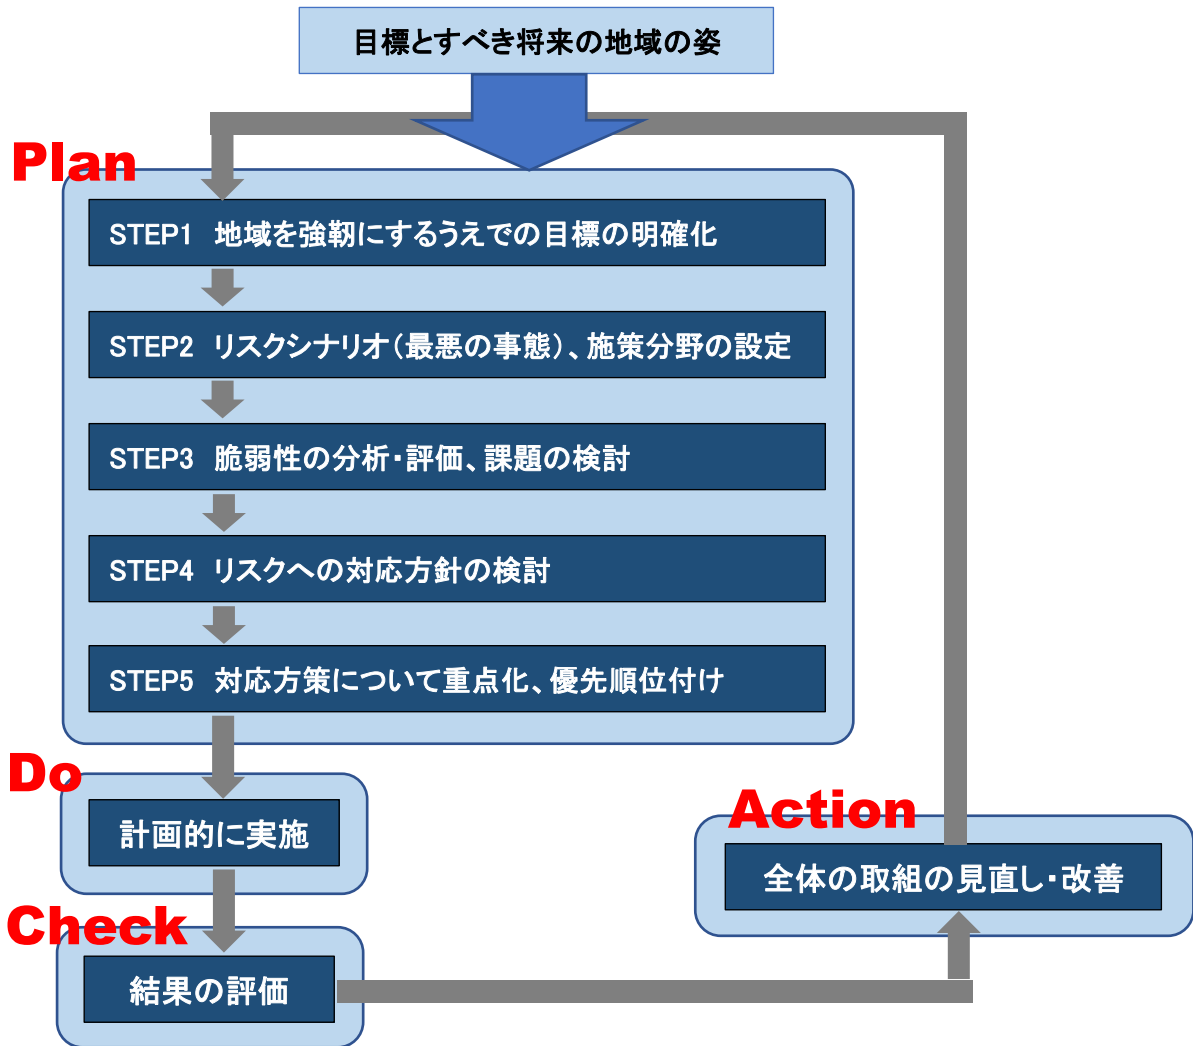 目標とすべき将来の地域の姿
Plan
STEP1 地域を強靭にするうえでの目標の明確化
STEP2 リスクシナリオ（最悪の事態）、施策分野の設定
STEP3 脆弱性の分析・評価、課題の検討
STEP4 リスクへの対応方針の検討
STEP5 対応方策について重点化、優先順位付け
Do
計画的に実施
Check
結果の評価
Action
全体の取組の見直し・改善